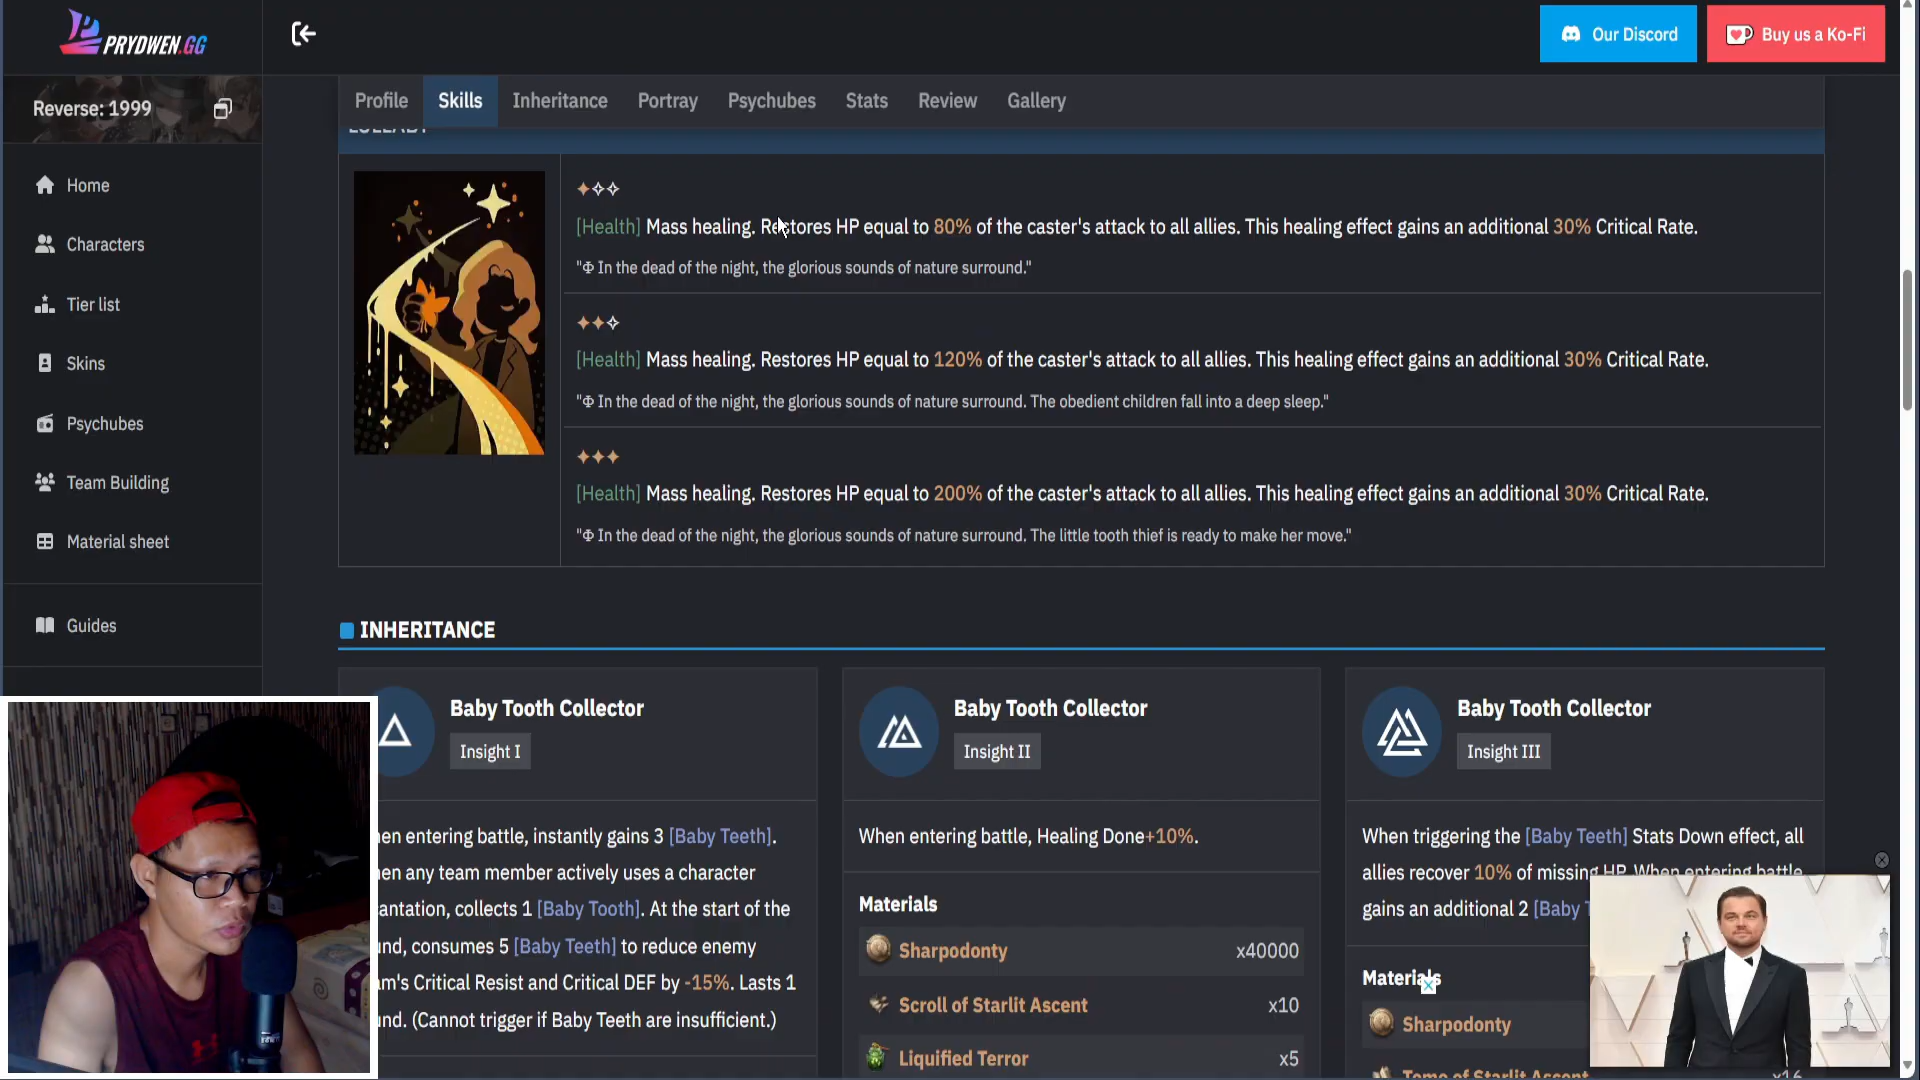 PRYDWEN.GG
Our Discord
Buy us a Ko-Fi
Reverse: 1999
Profile
Skills
Inheritance
Portray
Psychubes
Stats
Review
Gallery
Home
Characters
Tier list
Skins
Psychubes
Team Building
Material sheet
Guides
LULLABY
[Health] Mass healing. Restores HP equal to 80% of the caster's attack to all allies. This healing effect gains an additional 30% Critical Rate.
"Φ In the dead of the night, the glorious sounds of nature surround."
[Health] Mass healing. Restores HP equal to 120% of the caster's attack to all allies. This healing effect gains an additional 30% Critical Rate.
"Φ In the dead of the night, the glorious sounds of nature surround. The obedient children fall into a deep sleep."
[Health] Mass healing. Restores HP equal to 200% of the caster's attack to all allies. This healing effect gains an additional 30% Critical Rate.
"Φ In the dead of the night, the glorious sounds of nature surround. The little tooth thief is ready to make her move."
INHERITANCE
Baby Tooth Collector
Insight I
en entering battle, instantly gains 3 [Baby Teeth].
en any team member actively uses a character
antation, collects 1 [Baby Tooth]. At the start of the
nd, consumes 5 [Baby Teeth] to reduce enemy
m's Critical Resist and Critical DEF by -15%. Lasts 1
nd. (Cannot trigger if Baby Teeth are insufficient.)
Baby Tooth Collector
Insight II
When entering battle, Healing Done+10%.
Materials
Sharpodonty x40000
Scroll of Starlit Ascent x10
Liquified Terror x5
Baby Tooth Collector
Insight III
When triggering the [Baby Teeth] Stats Down effect, all
allies recover 10% of missing HP. When entering battle,
gains an additional 2 [Baby T
Materials
Sharpodonty
Tome of Starlit Ascent x16